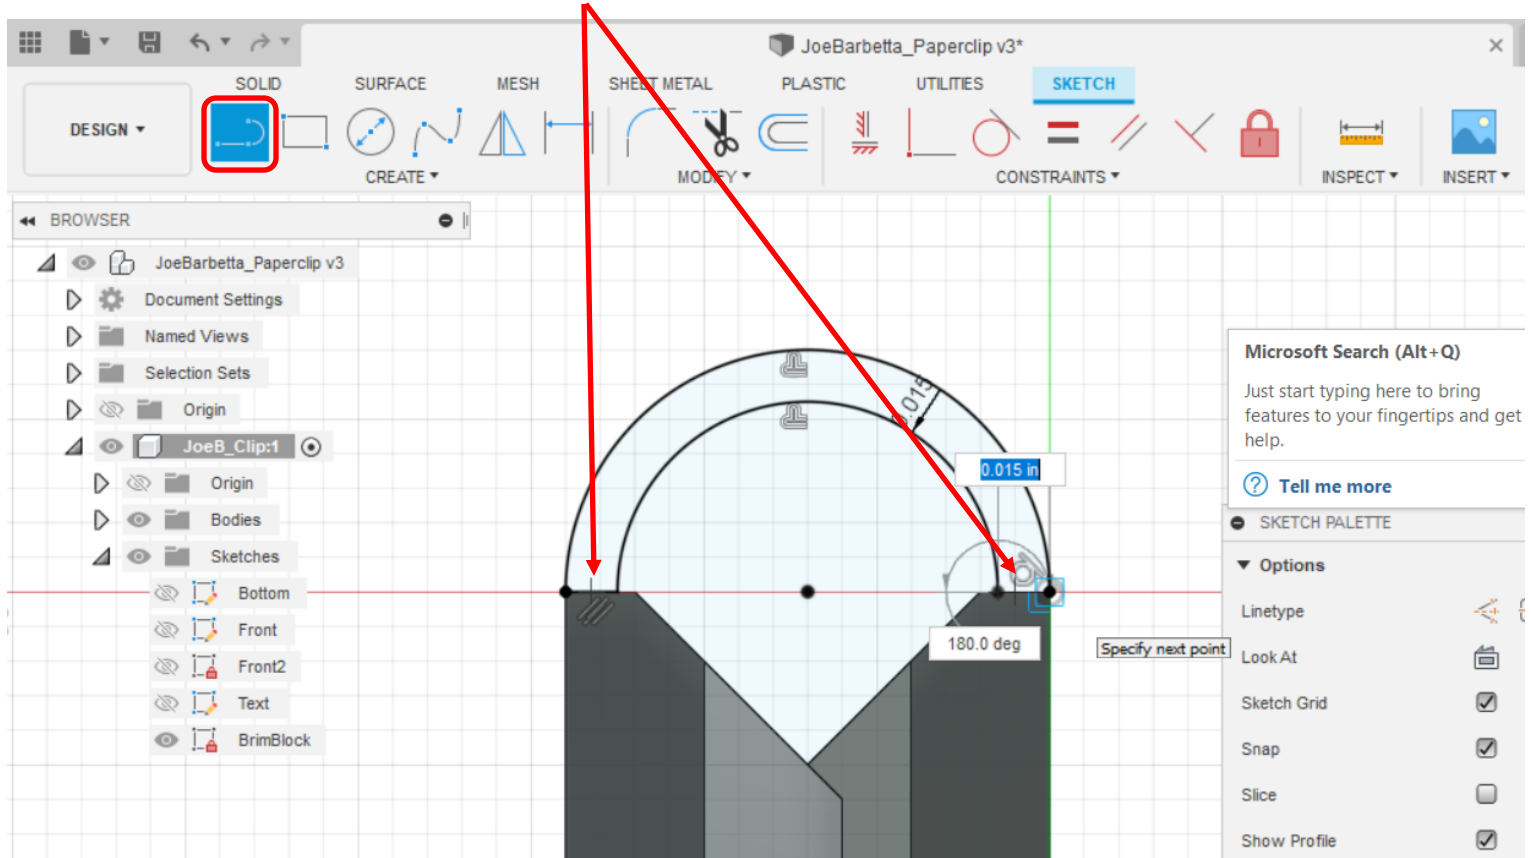 JoeBarbetta_Paperclip v3*
SOLID SURFACE MESH SHEET METAL PLASTIC UTILITIES SKETCH
DESIGN
CREATE MODIFY CONSTRAINTS INSPECT INSERT
BROWSER
JoeBarbetta_Paperclip v3
Document Settings
Named Views
Selection Sets
Origin
JoeB_Clip:1
Origin
Bodies
Sketches
Bottom
Front
Front2
Text
BrimBlock
0.015
0.015 in
180.0 deg
Specify next point
Microsoft Search (Alt+Q)
Just start typing here to bring
features to your fingertips and get
help.
Tell me more
SKETCH PALETTE
Options
Linetype
Look At
Sketch Grid
Snap
Slice
Show Profile